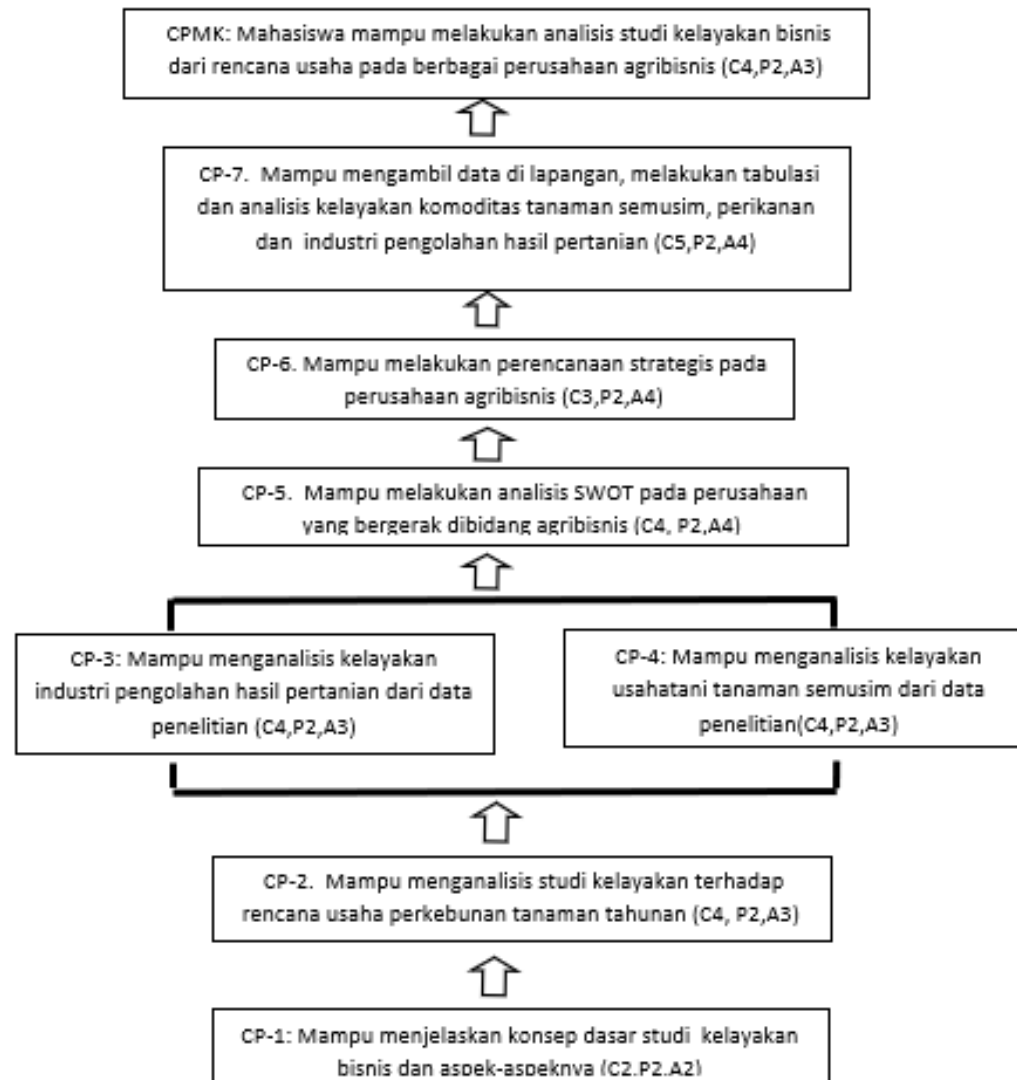 CPMK: Mahasiswa mampu melakukan analisis studi kelayakan bisnis
dari rencana usaha pada berbagai perusahaan agribisnis (C4,P2,A3)
CP-7. Mampu mengambil data di lapangan, melakukan tabulasi
dan analisis kelayakan komoditas tanaman semusim, perikanan
dan industri pengolahan hasil pertanian (C5,P2,A4)
CP-6. Mampu melakukan perencanaan strategis pada
perusahaan agribisnis (C3,P2,A4)
CP-5. Mampu melakukan analisis SWOT pada perusahaan
yang bergerak dibidang agribisnis (C4, P2,A4)
CP-3: Mampu menganalisis kelayakan
industri pengolahan hasil pertanian dari data
penelitian (C4,P2,A3)
CP-4: Mampu menganalisis kelayakan
usahatani tanaman semusim dari data
penelitian(C4,P2,A3)
CP-2. Mampu menganalisis studi kelayakan terhadap
rencana usaha perkebunan tanaman tahunan (C4, P2,A3)
CP-1: Mampu menjelaskan konsep dasar studi kelayakan
bisnis dan aspek-aspeknya (C2.P2.A2)